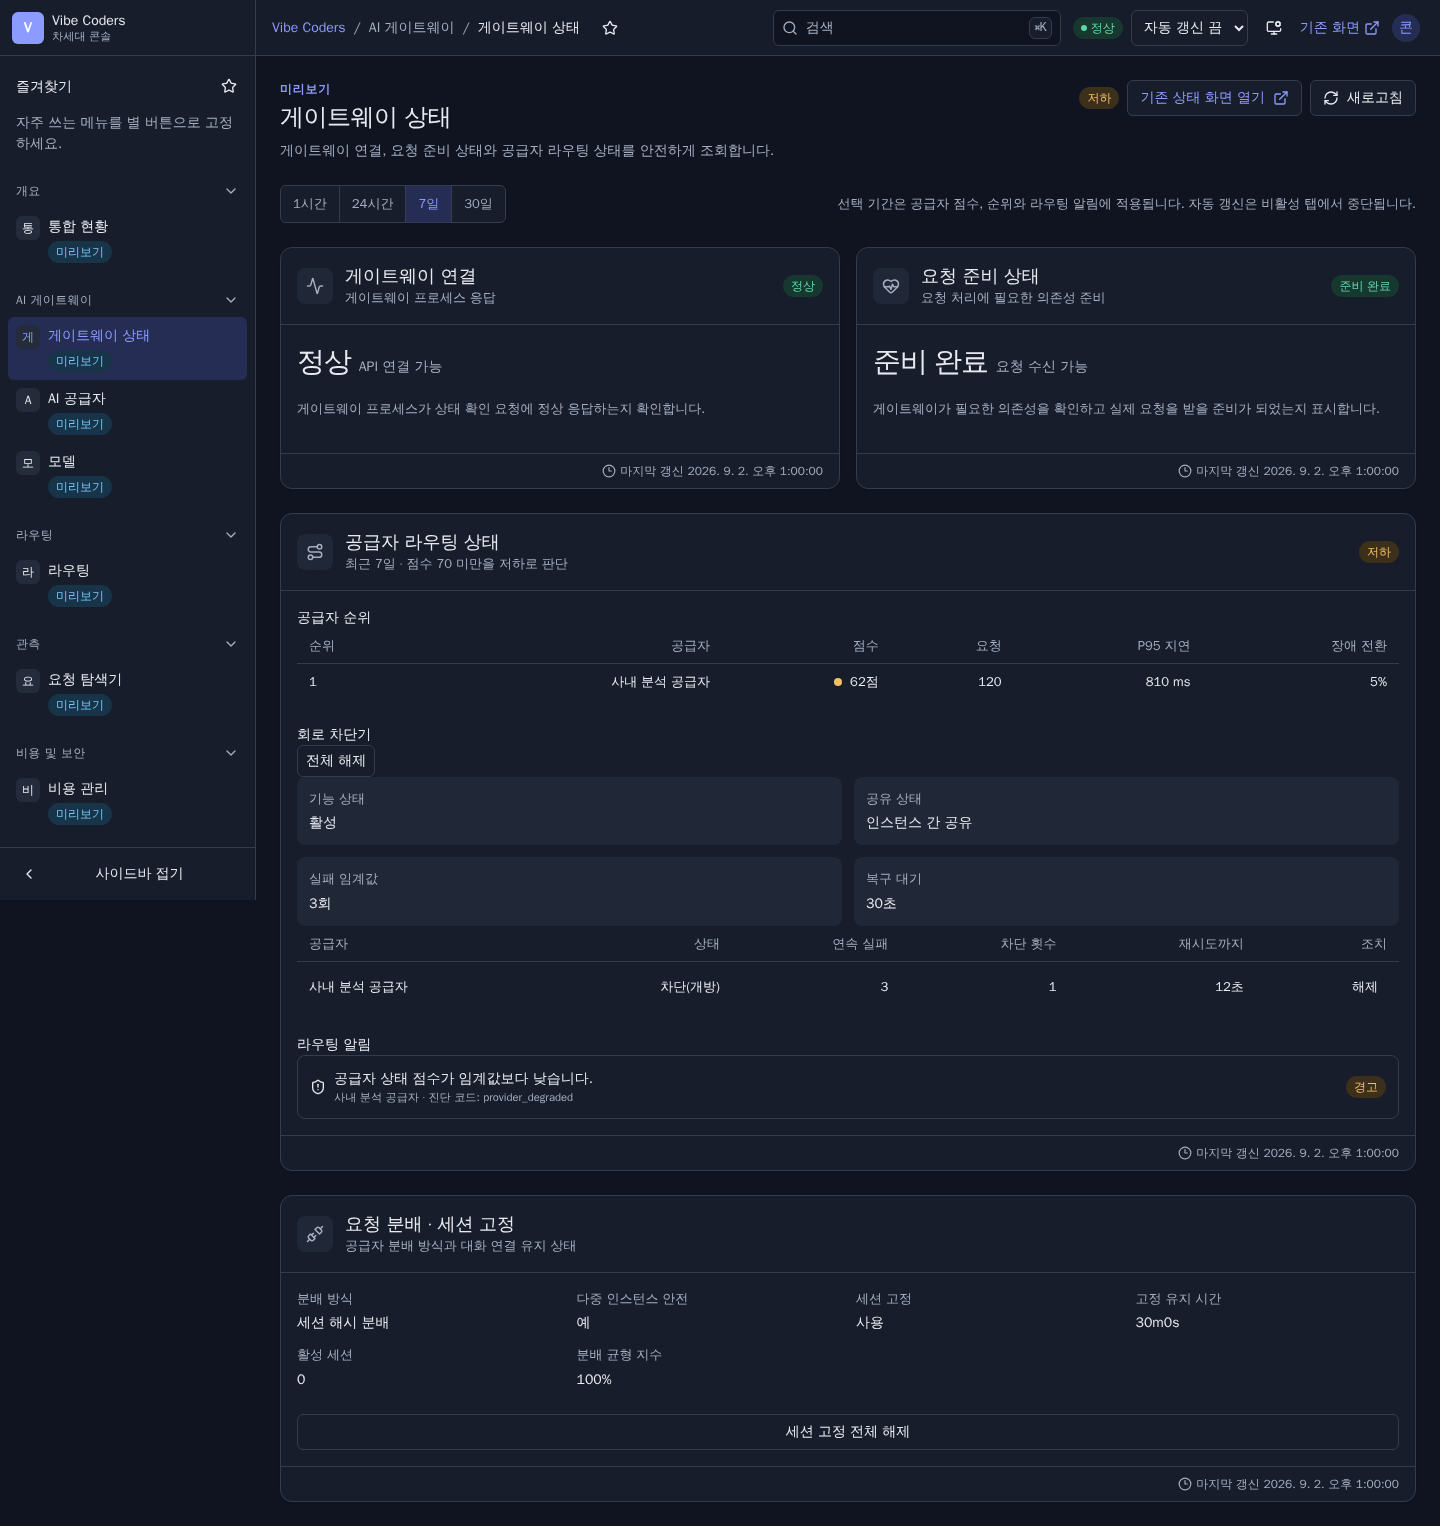 V
Vibe Coders
차세대 콘솔
Vibe Coders / AI 게이트웨이 / 게이트웨이 상태
검색
⌘K
정상
자동 갱신 끔
기존 화면
콘
즐겨찾기
자주 쓰는 메뉴를 별 버튼으로 고정
하세요.
개요
통 통합 현황
미리보기
AI 게이트웨이
게 게이트웨이 상태
미리보기
A AI 공급자
미리보기
모 모델
미리보기
라우팅
라 라우팅
미리보기
관측
요 요청 탐색기
미리보기
비용 및 보안
비 비용 관리
미리보기
사이드바 접기
미리보기
게이트웨이 상태
게이트웨이 연결, 요청 준비 상태와 공급자 라우팅 상태를 안전하게 조회합니다.
저하
기존 상태 화면 열기
새로고침
1시간 24시간 7일 30일
선택 기간은 공급자 점수, 순위와 라우팅 알림에 적용됩니다. 자동 갱신은 비활성 탭에서 중단됩니다.
게이트웨이 연결
게이트웨이 프로세스 응답
정상
정상 API 연결 가능
게이트웨이 프로세스가 상태 확인 요청에 정상 응답하는지 확인합니다.
마지막 갱신 2026. 9. 2. 오후 1:00:00
요청 준비 상태
요청 처리에 필요한 의존성 준비
준비 완료
준비 완료 요청 수신 가능
게이트웨이가 필요한 의존성을 확인하고 실제 요청을 받을 준비가 되었는지 표시합니다.
마지막 갱신 2026. 9. 2. 오후 1:00:00
공급자 라우팅 상태
최근 7일 · 점수 70 미만을 저하로 판단
저하
공급자 순위
순위 공급자 점수 요청 P95 지연 장애 전환
1 사내 분석 공급자 62점 120 810 ms 5%
회로 차단기
전체 해제
기능 상태
활성
공유 상태
인스턴스 간 공유
실패 임계값
3회
복구 대기
30초
공급자 상태 연속 실패 차단 횟수 재시도까지 조치
사내 분석 공급자 차단(개방) 3 1 12초 해제
라우팅 알림
공급자 상태 점수가 임계값보다 낮습니다.
사내 분석 공급자 · 진단 코드: provider_degraded
경고
마지막 갱신 2026. 9. 2. 오후 1:00:00
요청 분배 · 세션 고정
공급자 분배 방식과 대화 연결 유지 상태
분배 방식
세션 해시 분배
다중 인스턴스 안전
예
세션 고정
사용
고정 유지 시간
30m0s
활성 세션
0
분배 균형 지수
100%
세션 고정 전체 해제
마지막 갱신 2026. 9. 2. 오후 1:00:00